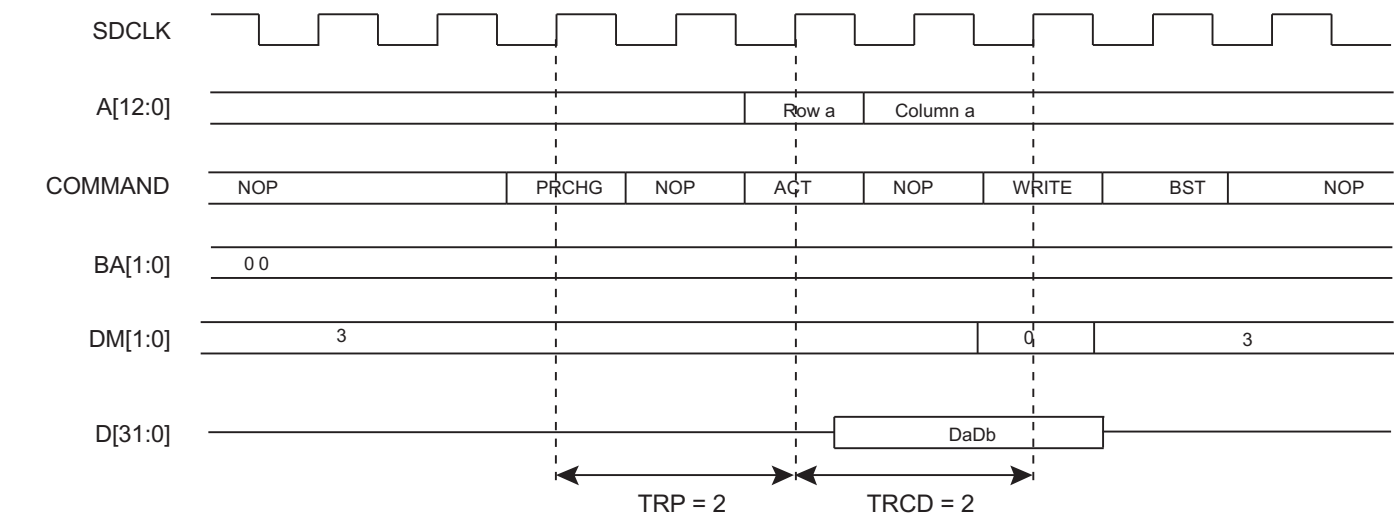 SDCLK
A[12:0] Row a Column a
COMMAND NOP PRCHG NOP ACT NOP WRITE BST NOP
BA[1:0] 0 0
DM[1:0] 3 0 3
D[31:0] DaDb
TRP = 2 TRCD = 2